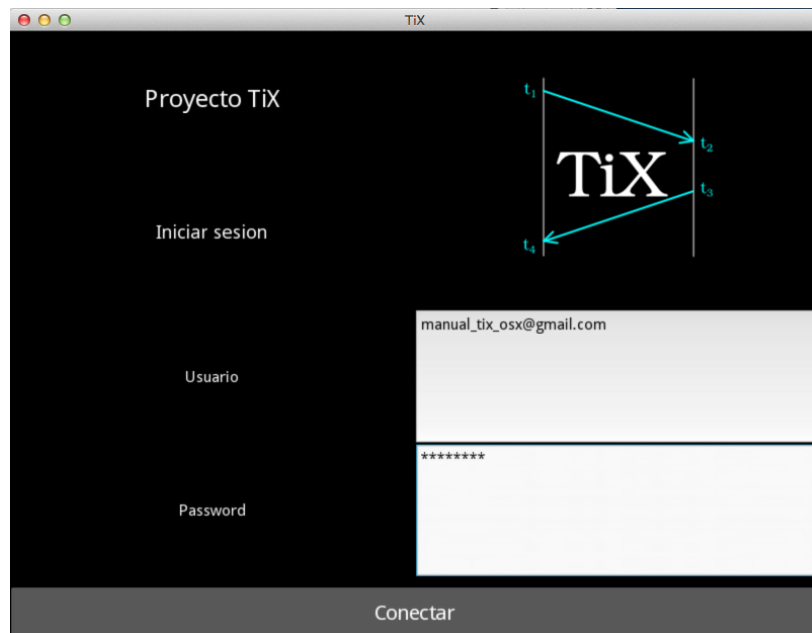 TiX
Proyecto TiX
t1
t2
TiX
t3
t4
Iniciar sesion
Usuario
manual_tix_osx@gmail.com
Password
********
Conectar